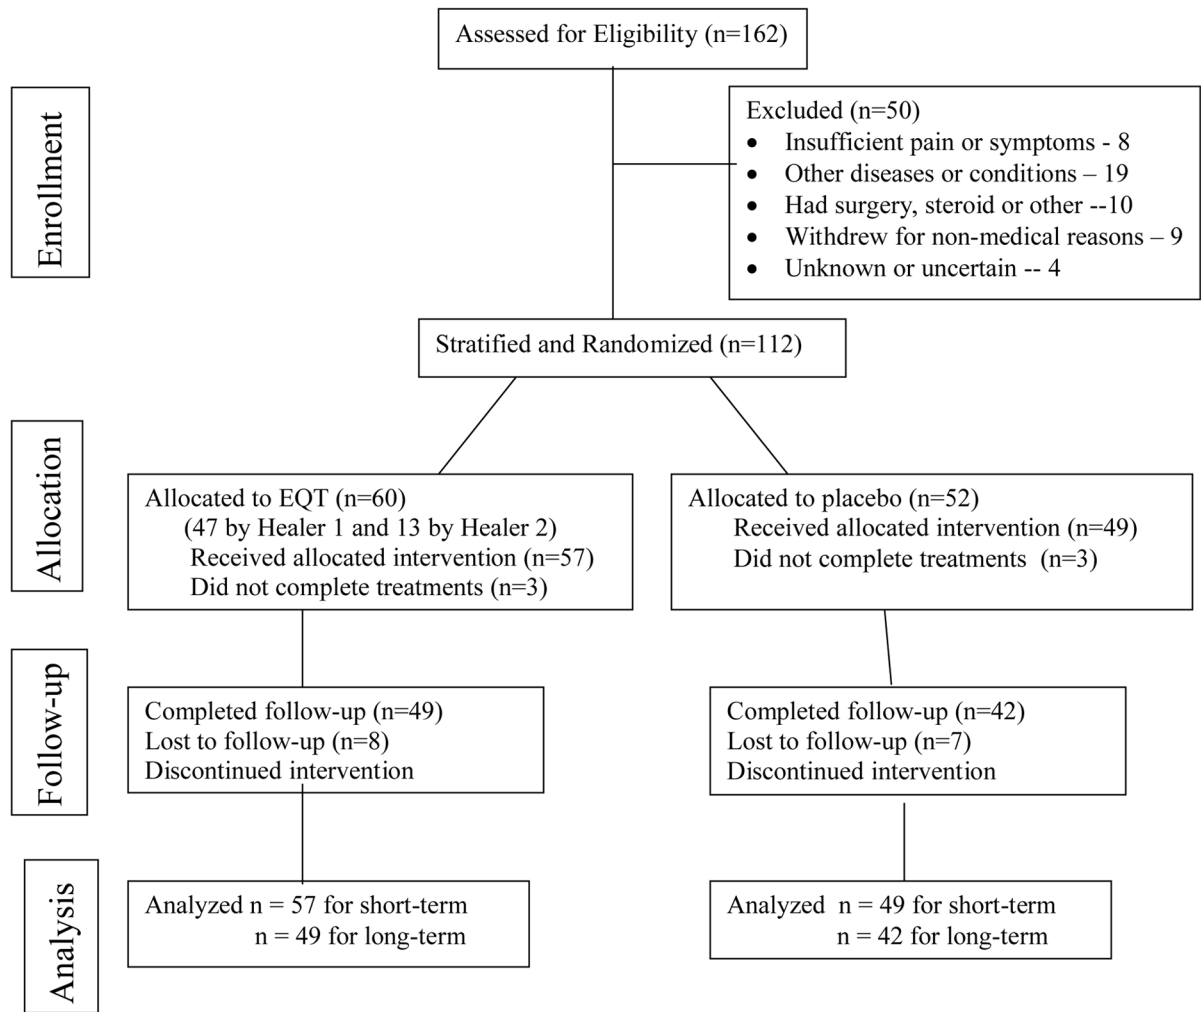 Assessed for Eligibility (n=162)
Enrollment
Excluded (n=50)
• Insufficient pain or symptoms - 8
• Other diseases or conditions – 19
• Had surgery, steroid or other --10
• Withdrew for non-medical reasons – 9
• Unknown or uncertain -- 4
Stratified and Randomized (n=112)
Allocation
Allocated to EQT (n=60)
(47 by Healer 1 and 13 by Healer 2)
Received allocated intervention (n=57)
Did not complete treatments (n=3)
Allocated to placebo (n=52)
Received allocated intervention (n=49)
Did not complete treatments (n=3)
Follow-up
Completed follow-up (n=49)
Lost to follow-up (n=8)
Discontinued intervention
Completed follow-up (n=42)
Lost to follow-up (n=7)
Discontinued intervention
Analysis
Analyzed n = 57 for short-term
n = 49 for long-term
Analyzed n = 49 for short-term
n = 42 for long-term